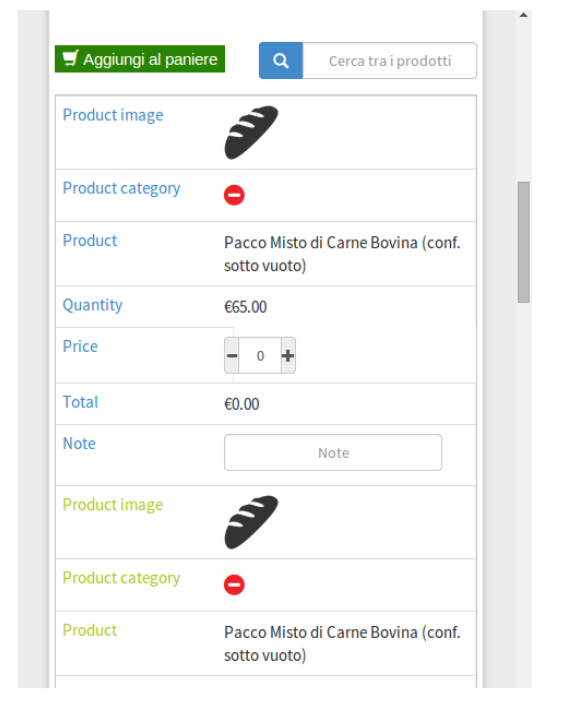 Aggiungi al paniere
Cerca tra i prodotti
Product image
Product category
Product
Pacco Misto di Carne Bovina (conf.
sotto vuoto)
Quantity
€65.00
Price
0
Total
€0.00
Note
Note
Product image
Product category
Product
Pacco Misto di Carne Bovina (conf.
sotto vuoto)